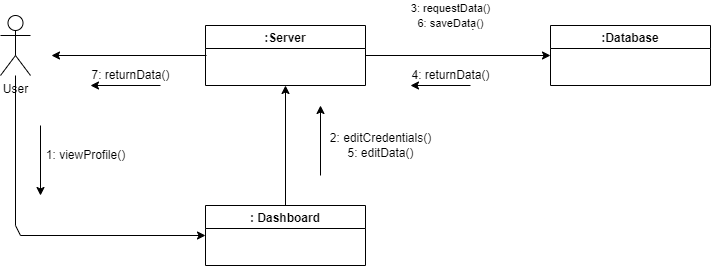 3: requestData()
6: saveData()
:Server
:Database
7: returnData()
4: returnData()
User
2: editCredentials()
1: viewProfile()
5: editData()
: Dashboard